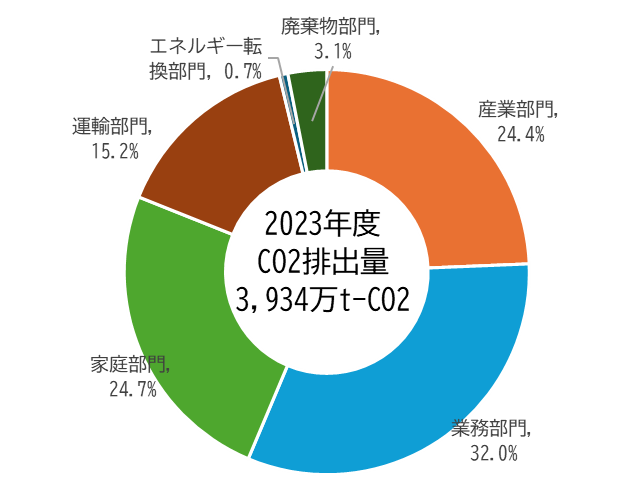 廃棄物部門,
3.1%
エネルギー転
換部門, 0.7%
産業部門,
24.4%
運輸部門,
15.2%
2023年度
CO2排出量
3,934万t-CO2
家庭部門,
24.7%
業務部門,
32.0%